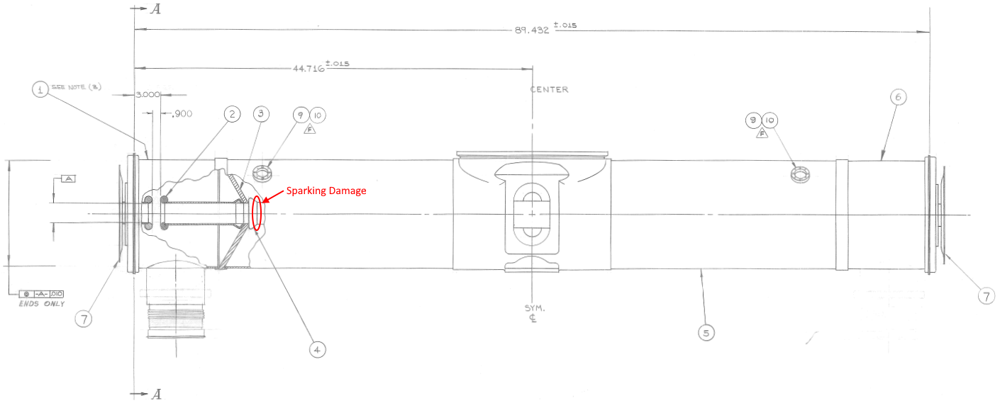 A
89.432 ±.015
44.716 ±.015
1 SEE NOTE (B)
3.000
CENTER
.900
2
3
9 10
F
9 10
F
6
A
Sparking Damage
⌾ -A- .010
ENDS ONLY
7
SYM.
℄
4
5
7
A